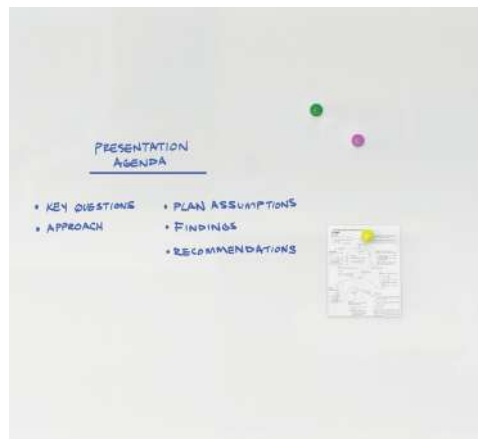 PRESENTATION
AGENDA
• KEY QUESTIONS
• APPROACH
• PLAN ASSUMPTIONS
• FINDINGS
• RECOMMENDATIONS